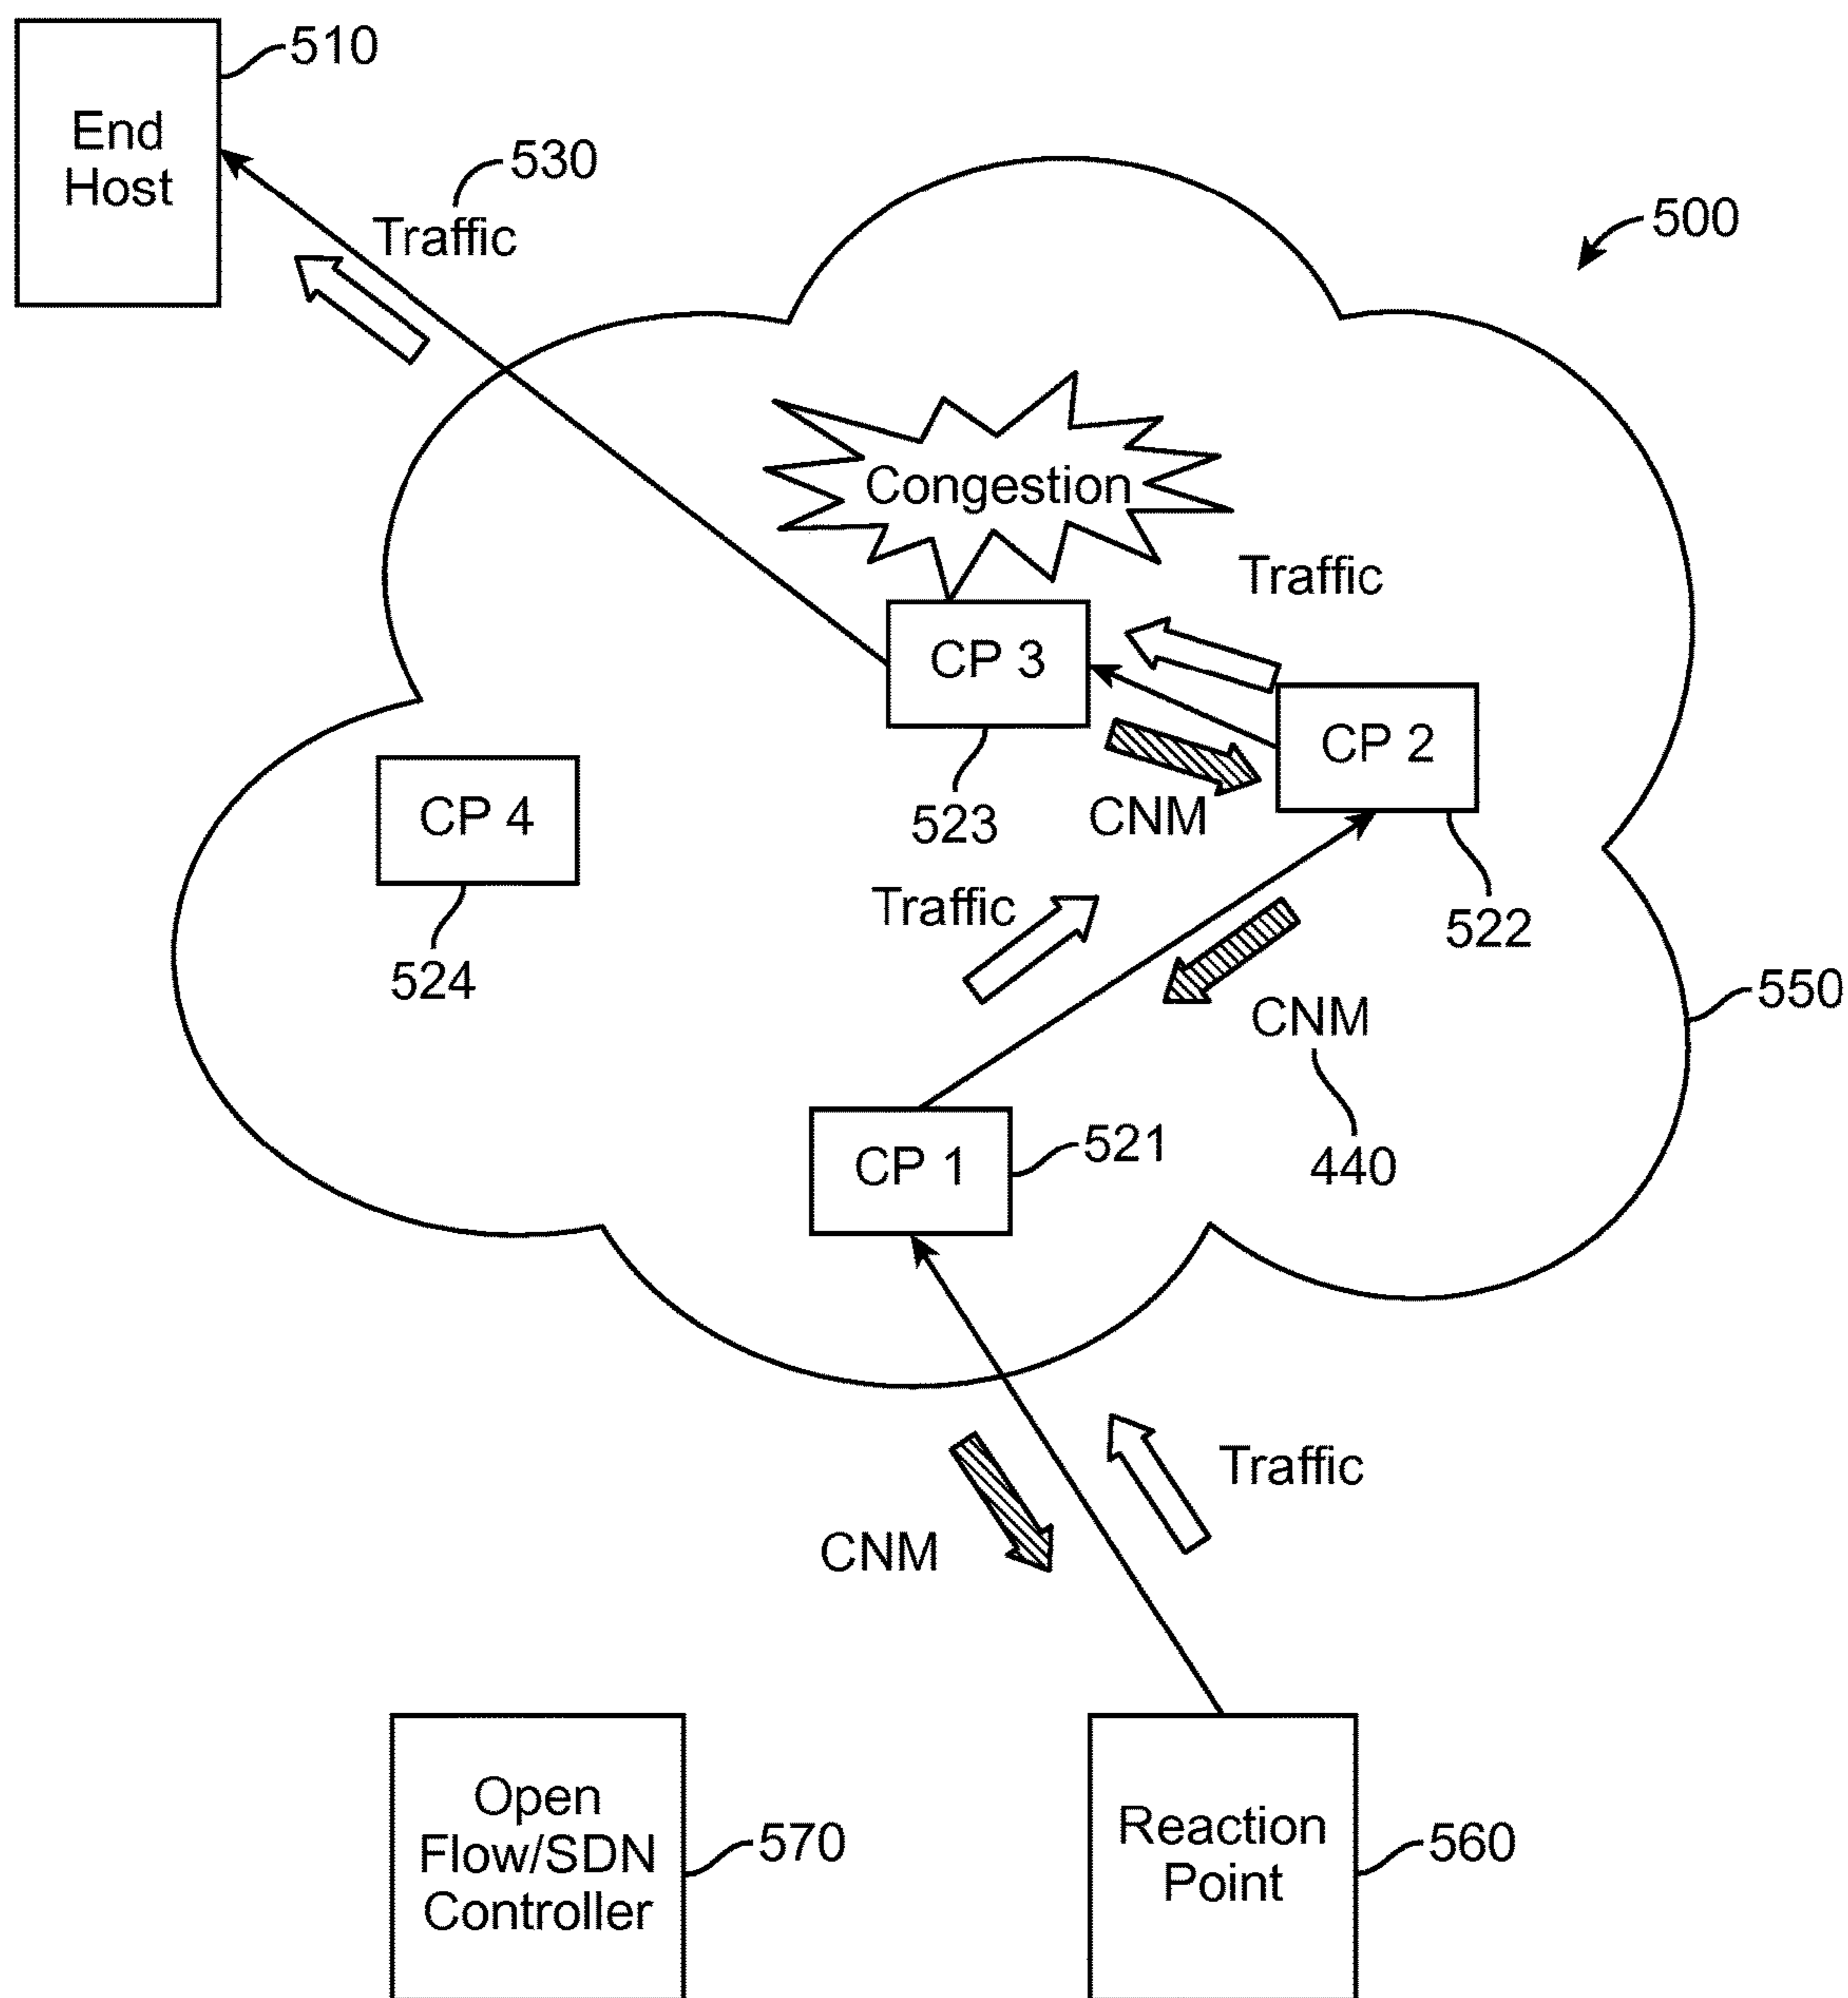 510
End
Host
530
Traffic
500
Congestion
Traffic
CP 3
CP 2
523
CNM
CP 4
524
Traffic
522
CNM
550
440
CP 1
521
Traffic
CNM
Open
Flow/SDN
Controller
570
Reaction
Point
560